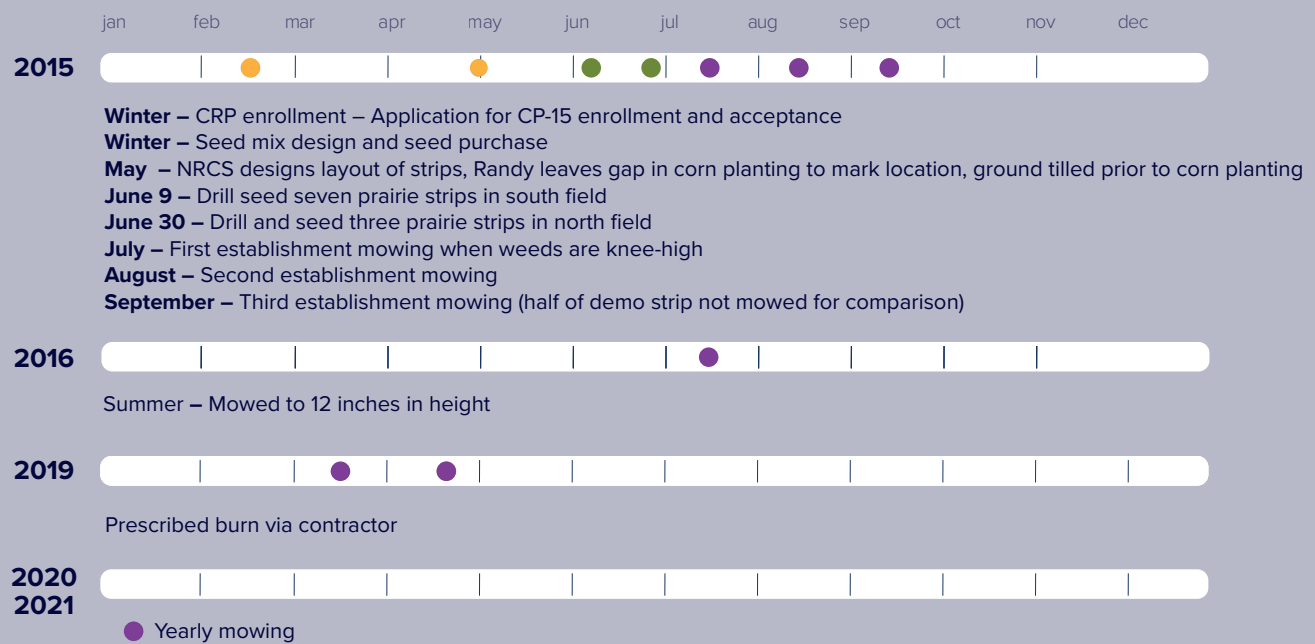 jan feb mar apr may jun jul aug sep oct nov dec
2015
Winter – CRP enrollment – Application for CP-15 enrollment and acceptance
Winter – Seed mix design and seed purchase
May – NRCS designs layout of strips, Randy leaves gap in corn planting to mark location, ground tilled prior to corn planting
June 9 – Drill seed seven prairie strips in south field
June 30 – Drill and seed three prairie strips in north field
July – First establishment mowing when weeds are knee-high
August – Second establishment mowing
September – Third establishment mowing (half of demo strip not mowed for comparison)
2016
Summer – Mowed to 12 inches in height
2019
Prescribed burn via contractor
2020
2021
Yearly mowing